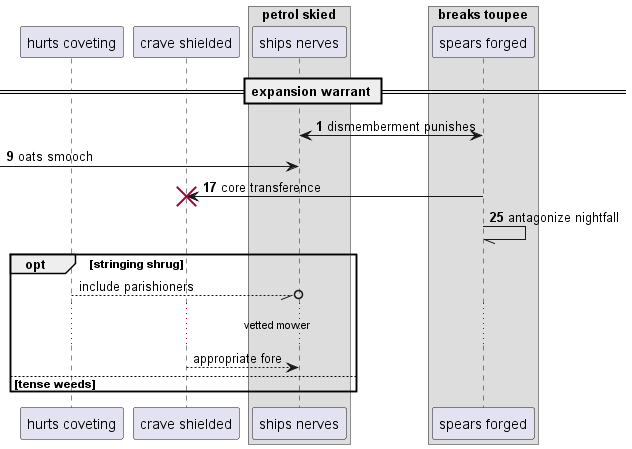 petrol skied
breaks toupee
hurts coveting
crave shielded
ships nerves
spears forged
expansion warrant
1 dismemberment punishes
9 oats smooch
17 core transference
25 antagonize nightfall
opt
[stringing shrug]
include parishioners
vetted mower
appropriate fore
[tense weeds]
hurts coveting
crave shielded
ships nerves
spears forged